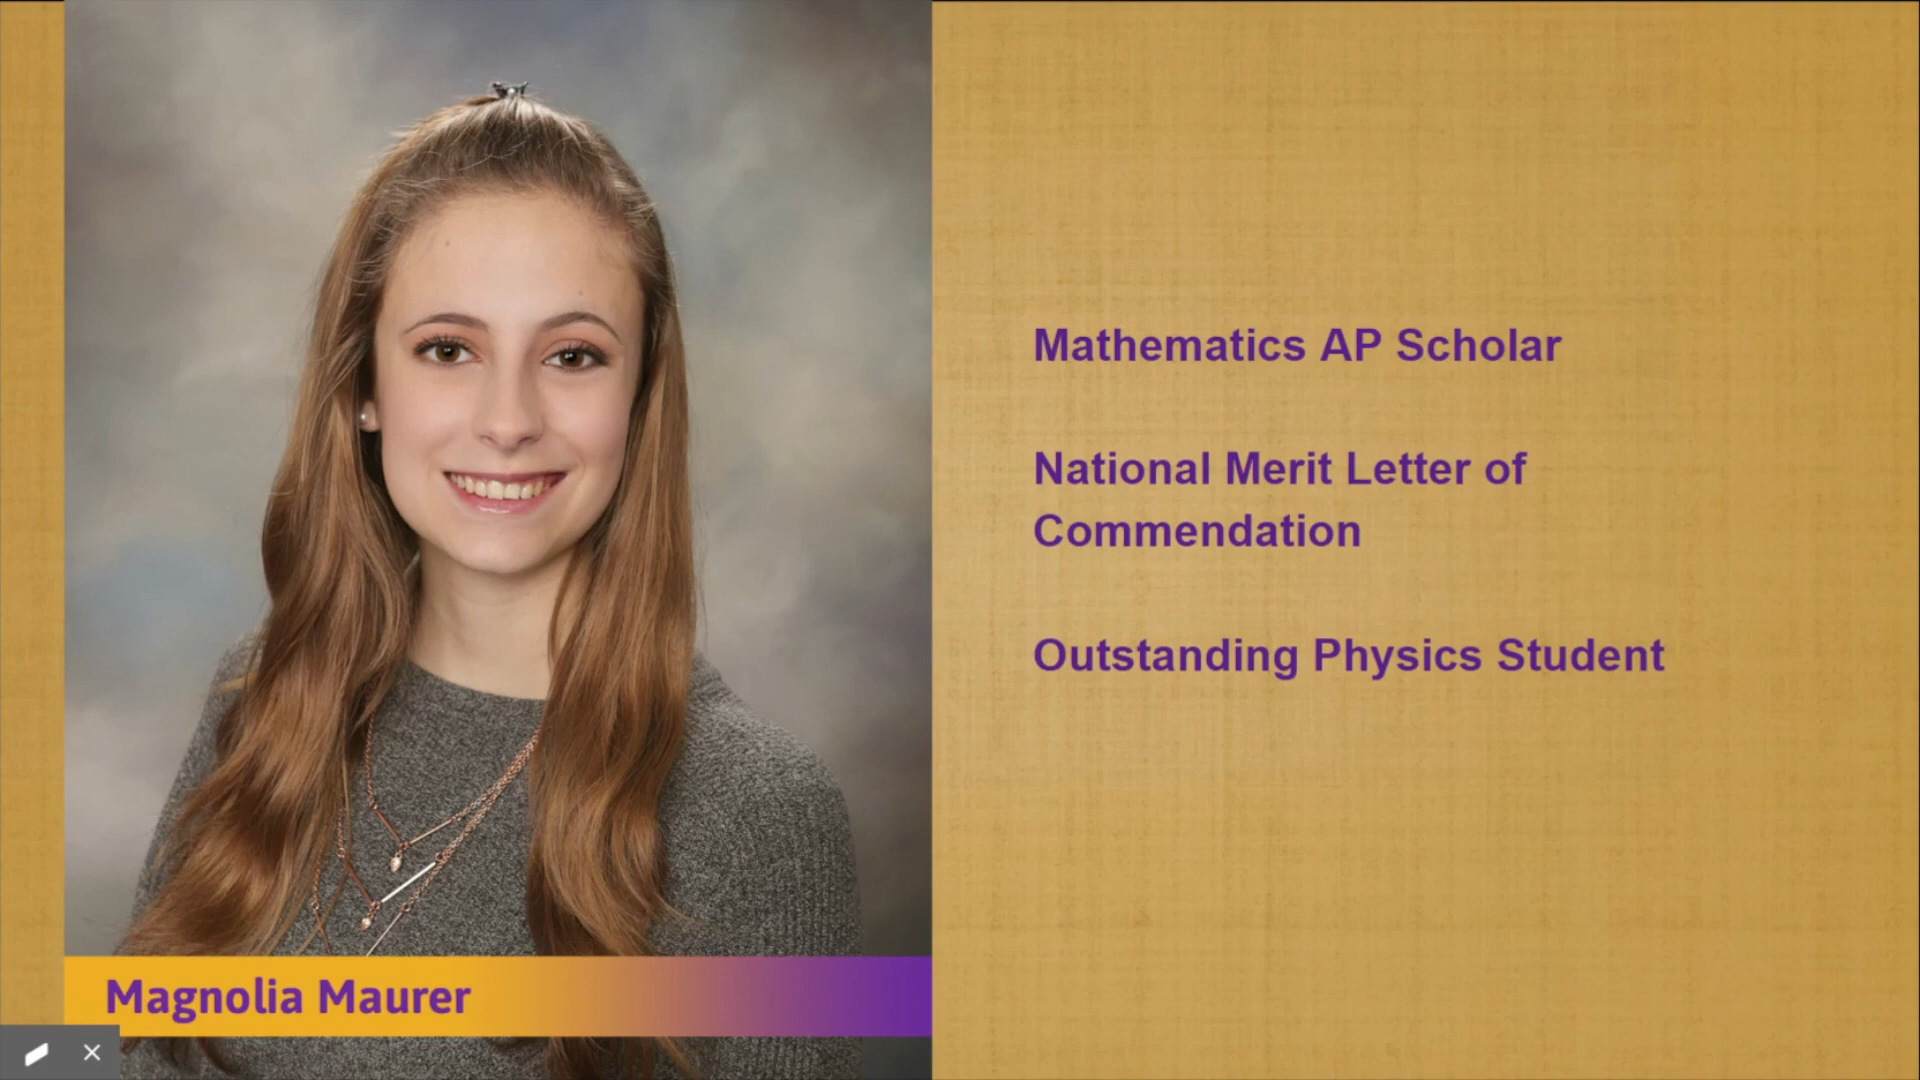 Mathematics AP Scholar
National Merit Letter of
Commendation
Outstanding Physics Student
Magnolia Maurer